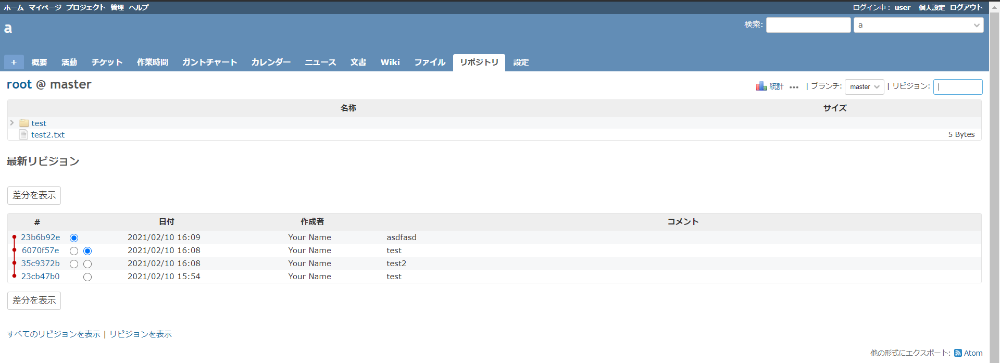 ホーム マイページ プロジェクト 管理 ヘルプ ログイン中： user 個人設定 ログアウト
a 検索: a
+ 概要 活動 チケット 作業時間 ガントチャート カレンダー ニュース 文書 Wiki ファイル リポジトリ 設定
root @ master 統計 ••• | ブランチ: master | リビジョン:
名称 サイズ
test
test2.txt 5 Bytes
最新リビジョン
差分を表示
# 日付 作成者 コメント
23b6b92e 2021/02/10 16:09 Your Name asdfasd
6070f57e 2021/02/10 16:08 Your Name test
35c9372b 2021/02/10 16:08 Your Name test2
23cb47b0 2021/02/10 15:54 Your Name test
差分を表示
すべてのリビジョンを表示 | リビジョンを表示
他の形式にエクスポート: Atom